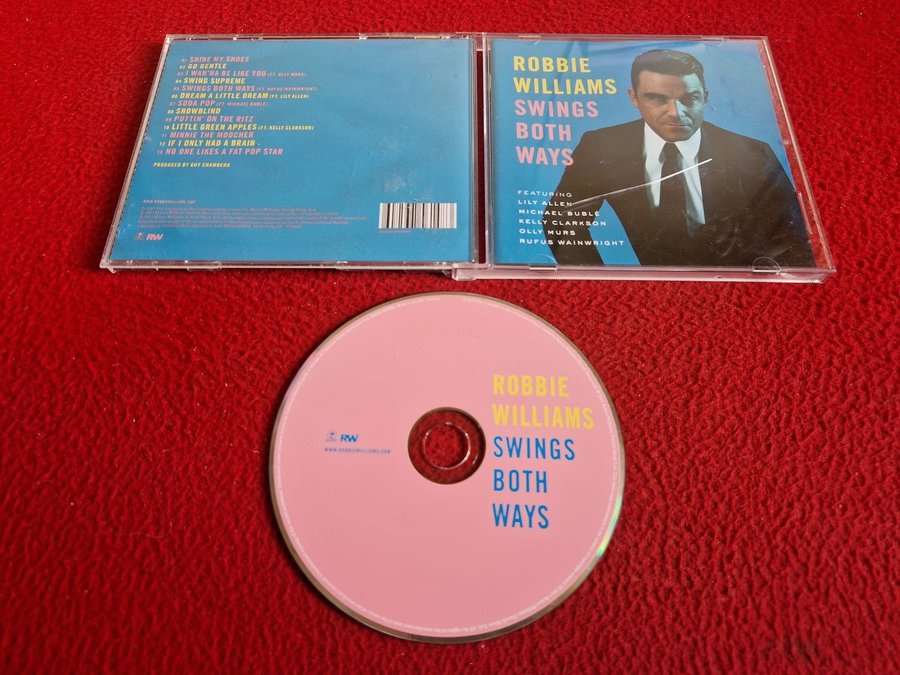 01 SHINE MY SHOES
02 GO GENTLE
03 I WAN'NA BE LIKE YOU (FT. OLLY MURS)
04 SWING SUPREME
05 SWINGS BOTH WAYS (FT. RUFUS WAINWRIGHT)
06 DREAM A LITTLE DREAM (FT. LILY ALLEN)
07 SODA POP (FT. MICHAEL BUBLÉ)
08 SNOWBLIND
09 PUTTIN' ON THE RITZ
10 LITTLE GREEN APPLES (FT. KELLY CLARKSON)
11 MINNIE THE MOOCHER
12 IF I ONLY HAD A BRAIN
13 NO ONE LIKES A FAT POP STAR
PRODUCED BY GUY CHAMBERS
WWW.ROBBIEWILLIAMS.COM
RW
ROBBIE
WILLIAMS
SWINGS
BOTH
WAYS
FEATURING
LILY ALLEN
MICHAEL BUBLÉ
KELLY CLARKSON
OLLY MURS
RUFUS WAINWRIGHT
ROBBIE
WILLIAMS
SWINGS
BOTH
WAYS
RW
WWW.ROBBIEWILLIAMS.COM